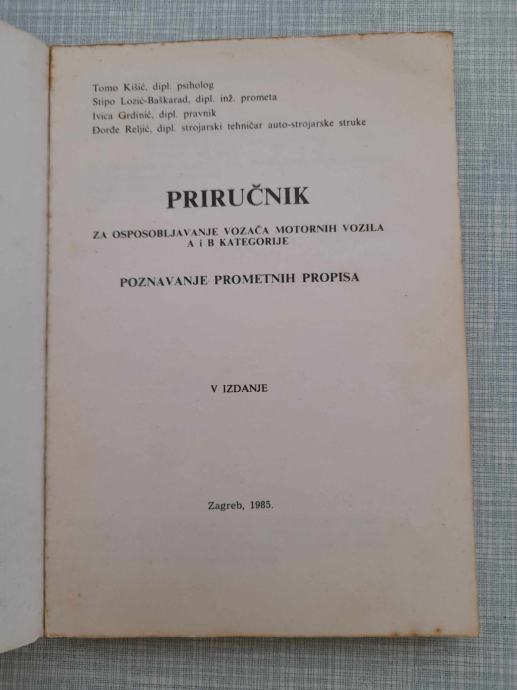 Tomo Kišić, dipl. psiholog
Stipo Lozić-Baškarad, dipl. inž. prometa
Ivica Grdinić, dipl. pravnik
Đorđe Reljić, dipl. strojarski tehničar auto-strojarske struke
PRIRUČNIK
ZA OSPOSOBLJAVANJE VOZAČA MOTORNIH VOZILA
A i B KATEGORIJE
POZNAVANJE PROMETNIH PROPISA
V IZDANJE
Zagreb, 1985.